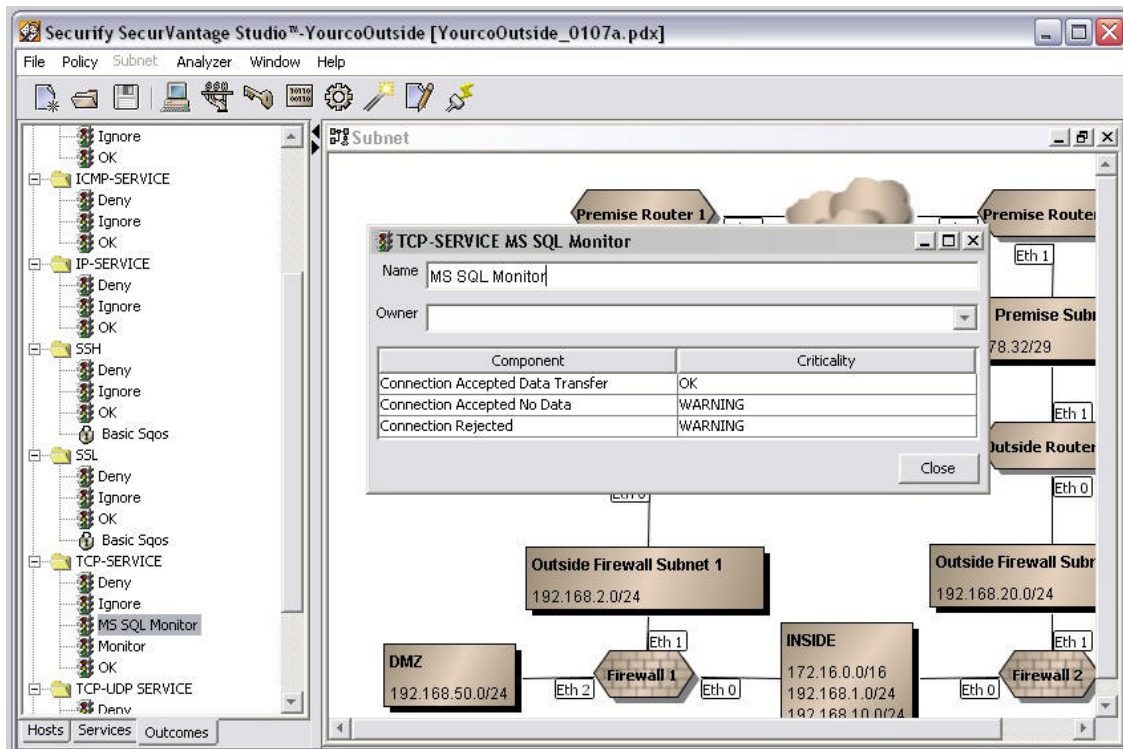 Securify SecurVantage Studio™-YourcoOutside [YourcoOutside_0107a.pdx]
File Policy Subnet Analyzer Window Help
Ignore
OK
ICMP-SERVICE
Deny
Ignore
OK
IP-SERVICE
Deny
Ignore
OK
SSH
Deny
Ignore
OK
Basic Sqos
SSL
Deny
Ignore
OK
Basic Sqos
TCP-SERVICE
Deny
Ignore
MS SQL Monitor
Monitor
OK
TCP-UDP SERVICE
Deny
Hosts Services Outcomes
Subnet
Premise Router 1
Premise Router
Eth 1
Premise Subr
78.32/29
Eth 1
Outside Router
Eth 0
TCP-SERVICE MS SQL Monitor
Name MS SQL Monitor
Owner
Component Criticality
Connection Accepted Data Transfer OK
Connection Accepted No Data WARNING
Connection Rejected WARNING
Close
Outside Firewall Subnet 1
192.168.2.0/24
Outside Firewall Subr
192.168.20.0/24
Eth 1
Eth 1
DMZ
192.168.50.0/24
Eth 2
Firewall 1
Eth 0
INSIDE
172.16.0.0/16
192.168.1.0/24
192.168.10.0/24
Eth 0
Firewall 2